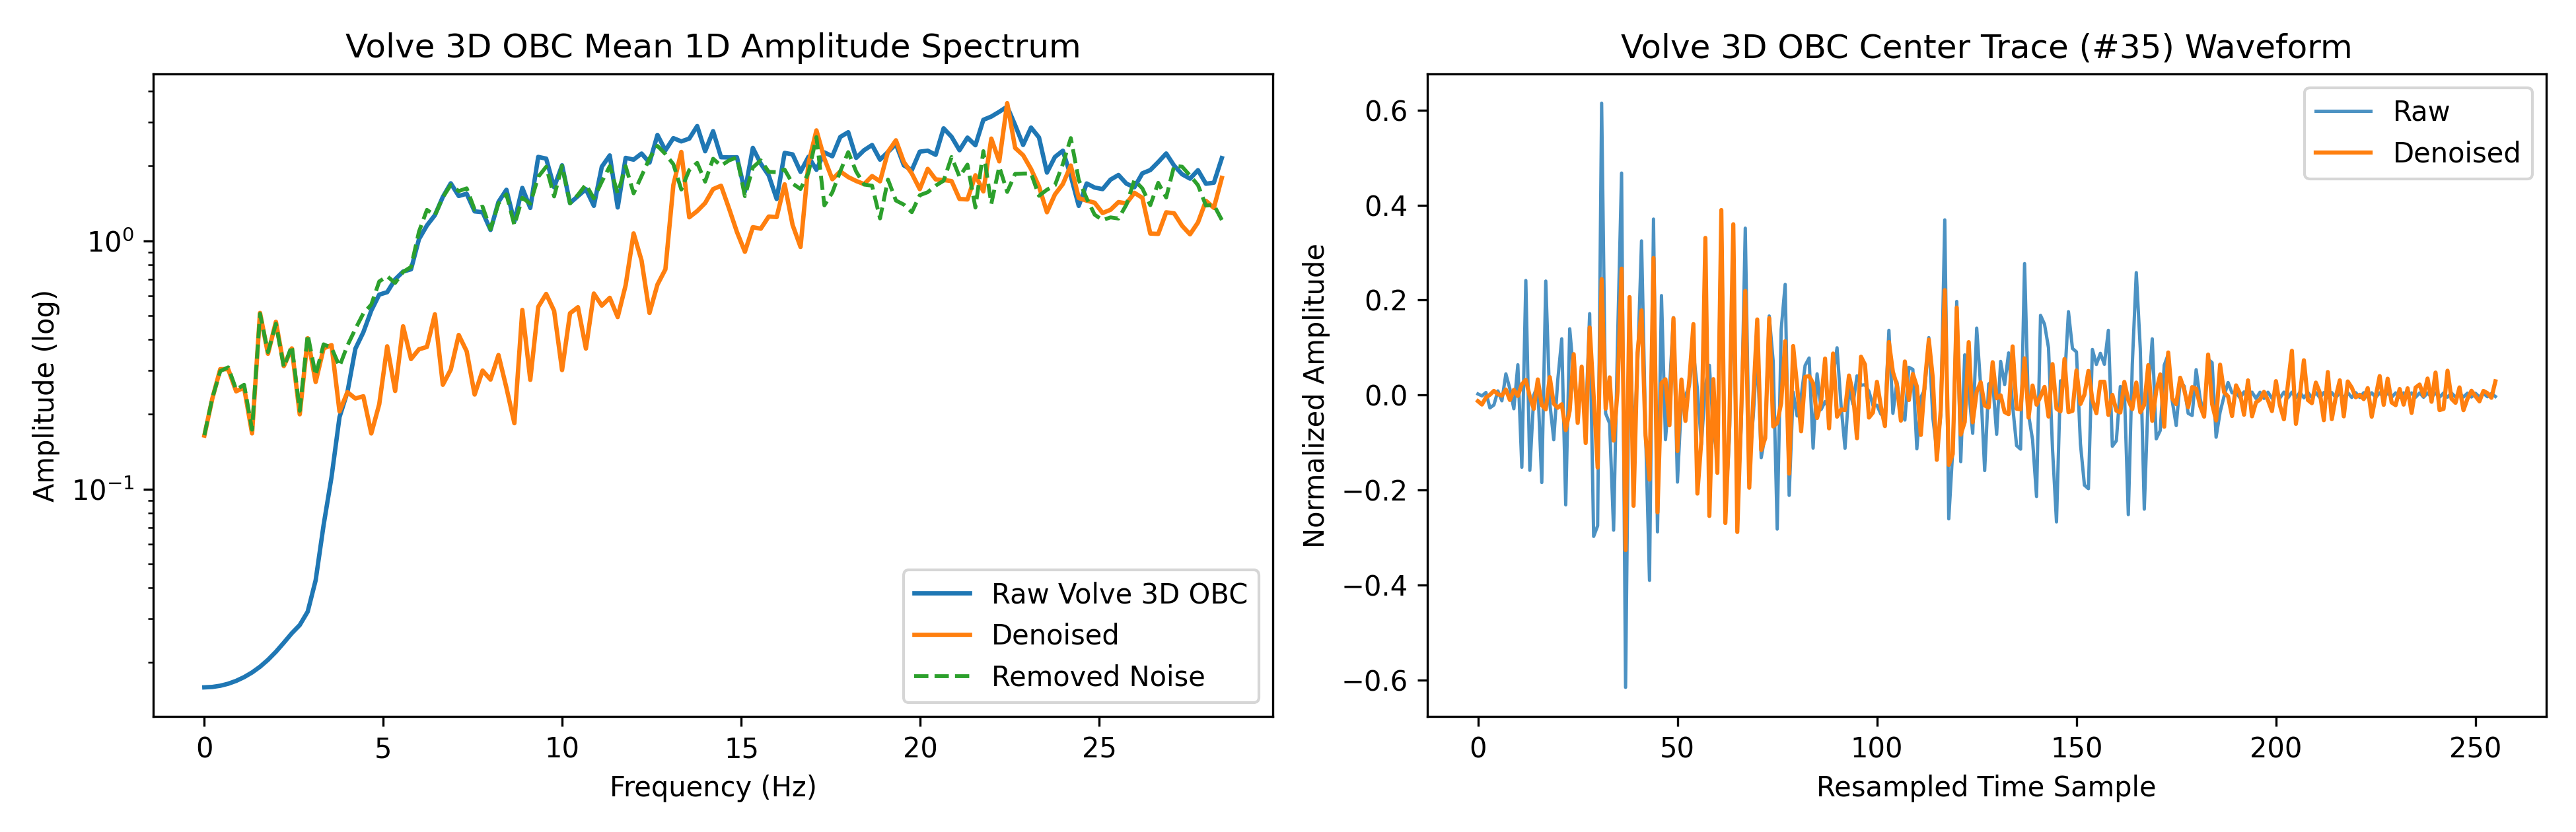 Volve 3D OBC Mean 1D Amplitude Spectrum
Amplitude (log)
10⁰
10⁻¹
0 5 10 15 20 25
Frequency (Hz)
Raw Volve 3D OBC
Denoised
Removed Noise
Volve 3D OBC Center Trace (#35) Waveform
Normalized Amplitude
0.6
0.4
0.2
0.0
−0.2
−0.4
−0.6
0 50 100 150 200 250
Resampled Time Sample
Raw
Denoised